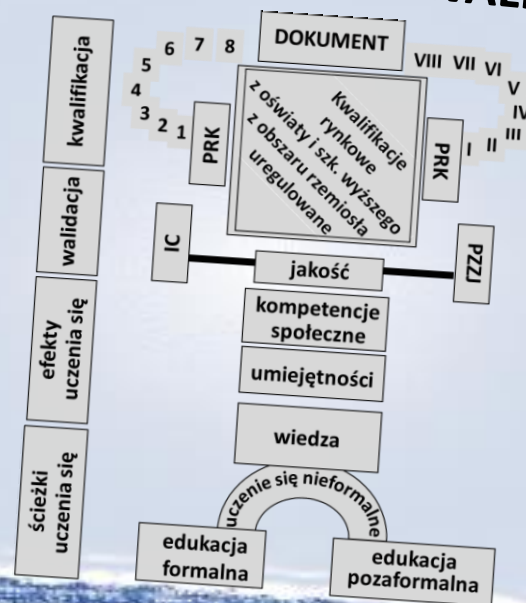 kwalifikacja
walidacja
efekty
uczenia się
ścieżki
uczenia się
DOKUMENT
1 2 3 4 5 6 7 8
VIII VII VI V IV III II I
PRK
Kwalifikacje
rynkowe
z oświaty i szk. wyższego
z obszaru rzemiosła
uregulowane
PRK
IC
jakość
PZZJ
kompetencje
społeczne
umiejętności
wiedza
uczenie się nieformalne
edukacja
formalna
edukacja
pozaformalna